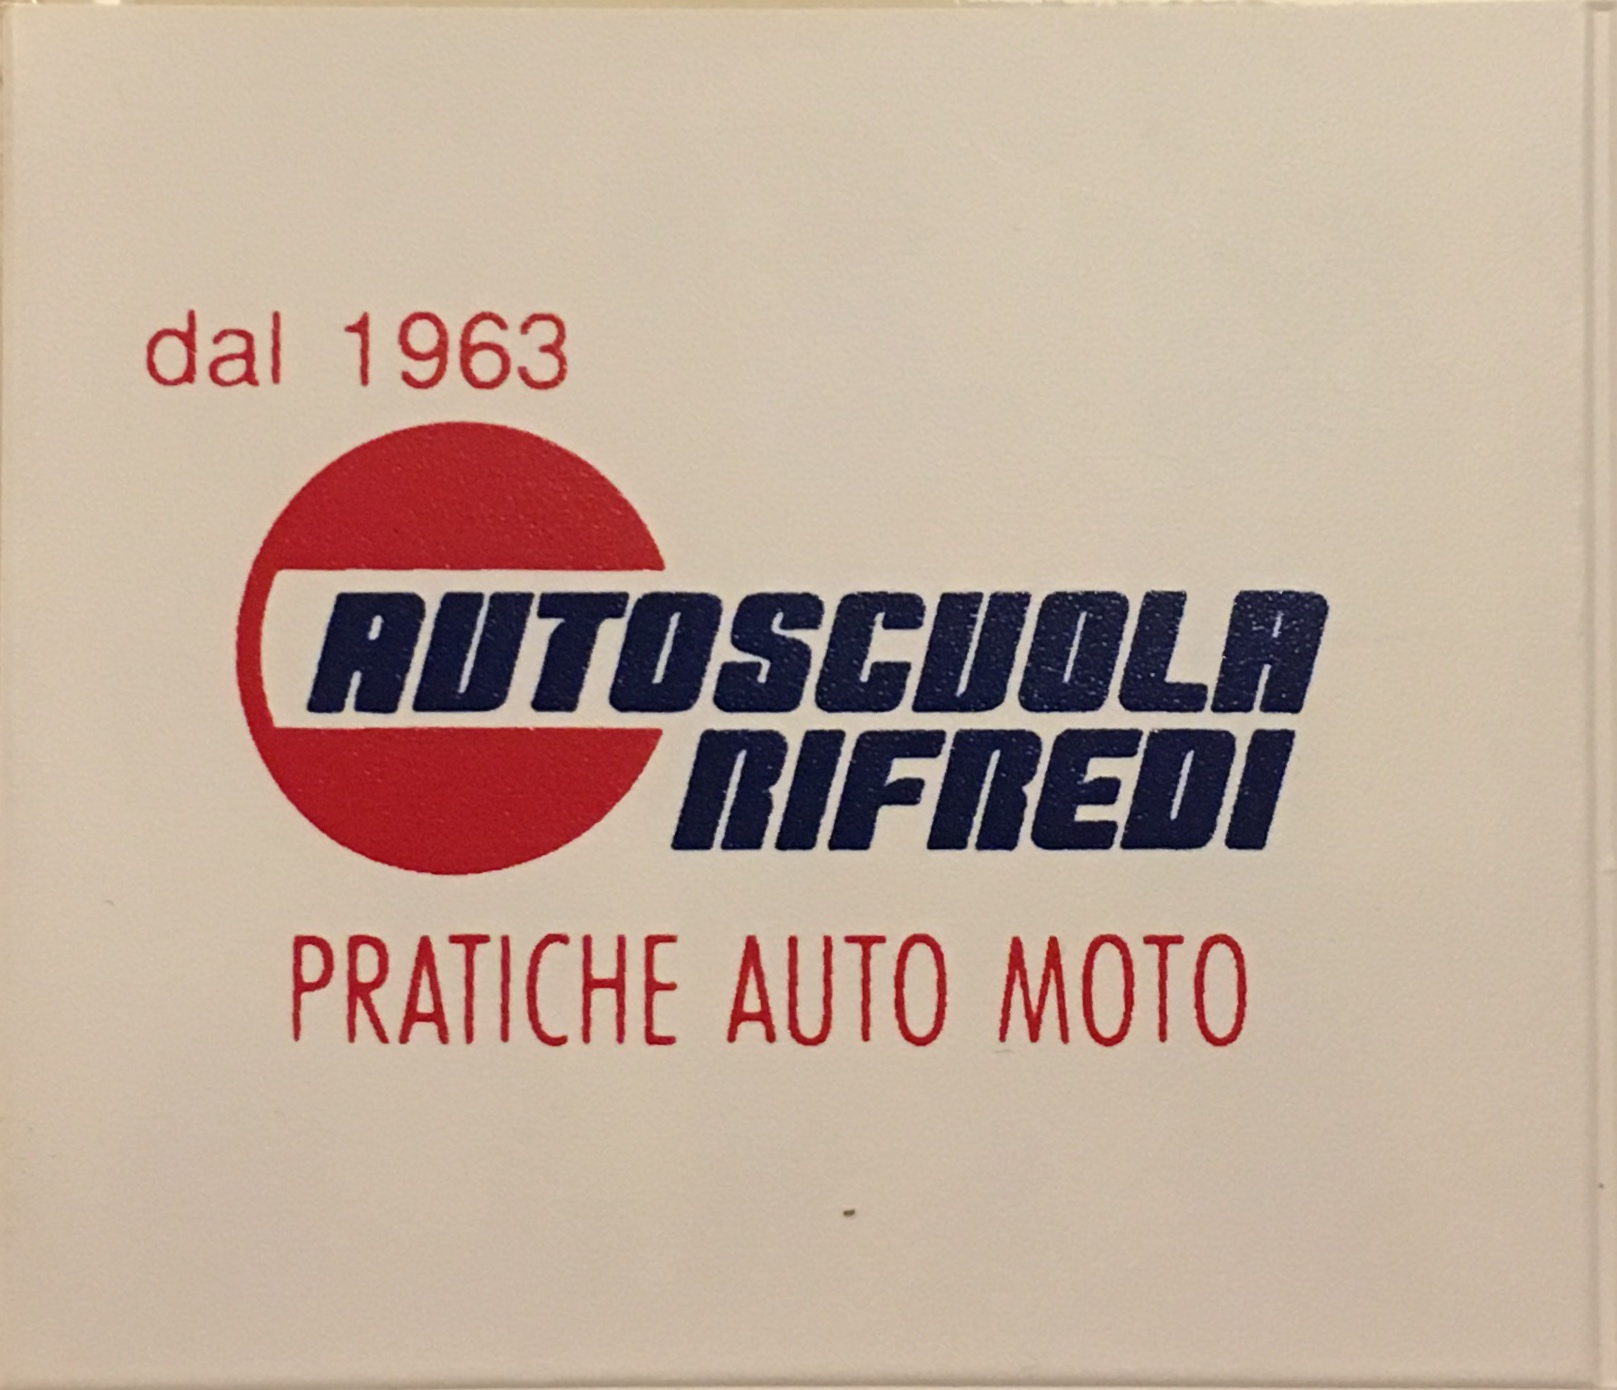 dal 1963
AUTOSCUOLA
RIFREDI
PRATICHE AUTO MOTO